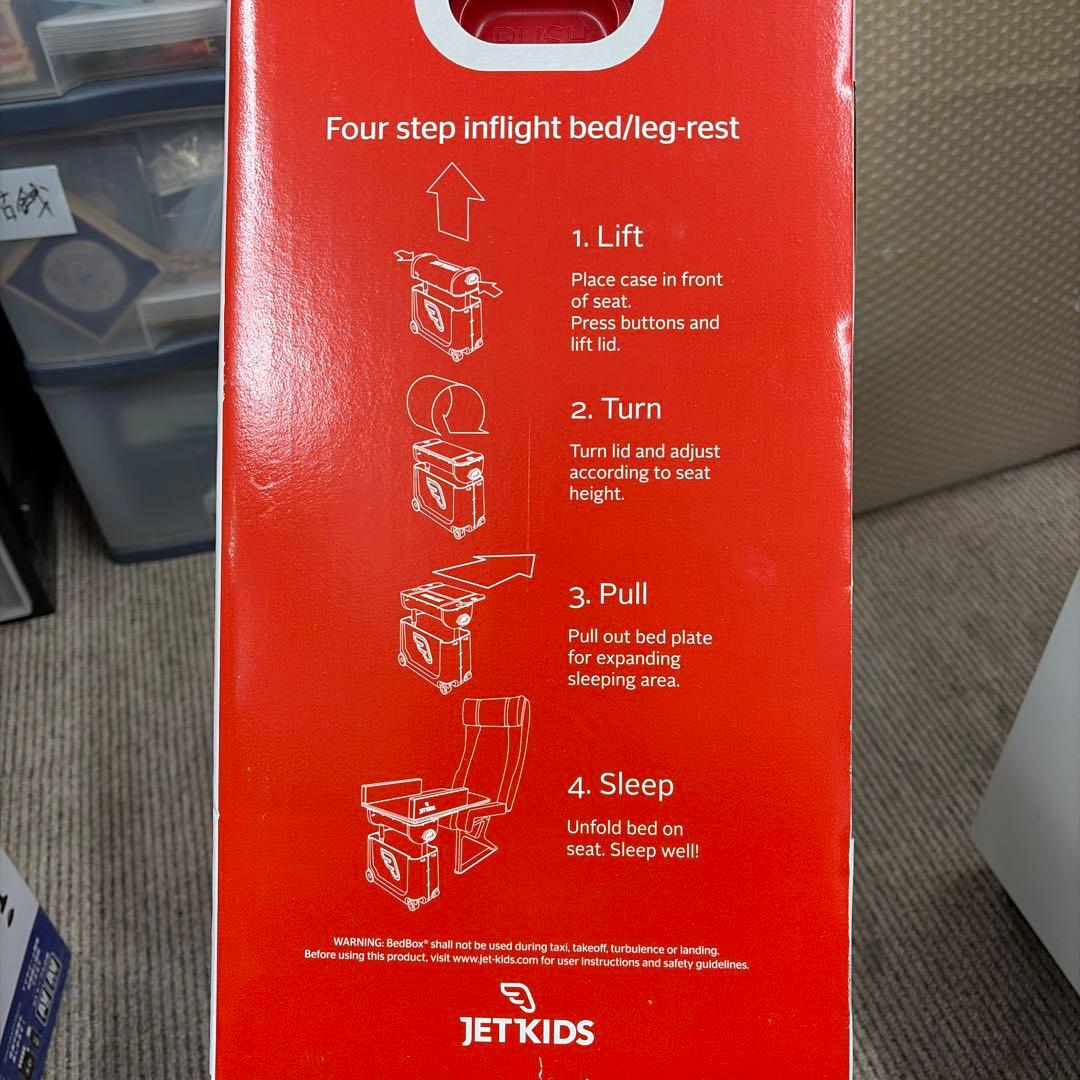 PUSH
Four step inflight bed/leg-rest
1. Lift
Place case in front
of seat.
Press buttons and
lift lid.
2. Turn
Turn lid and adjust
according to seat
height.
3. Pull
Pull out bed plate
for expanding
sleeping area.
4. Sleep
Unfold bed on
seat. Sleep well!
WARNING: BedBox® shall not be used during taxi, takeoff, turbulence or landing.
Before using this product, visit www.jet-kids.com for user instructions and safety guidelines.
JETKIDS